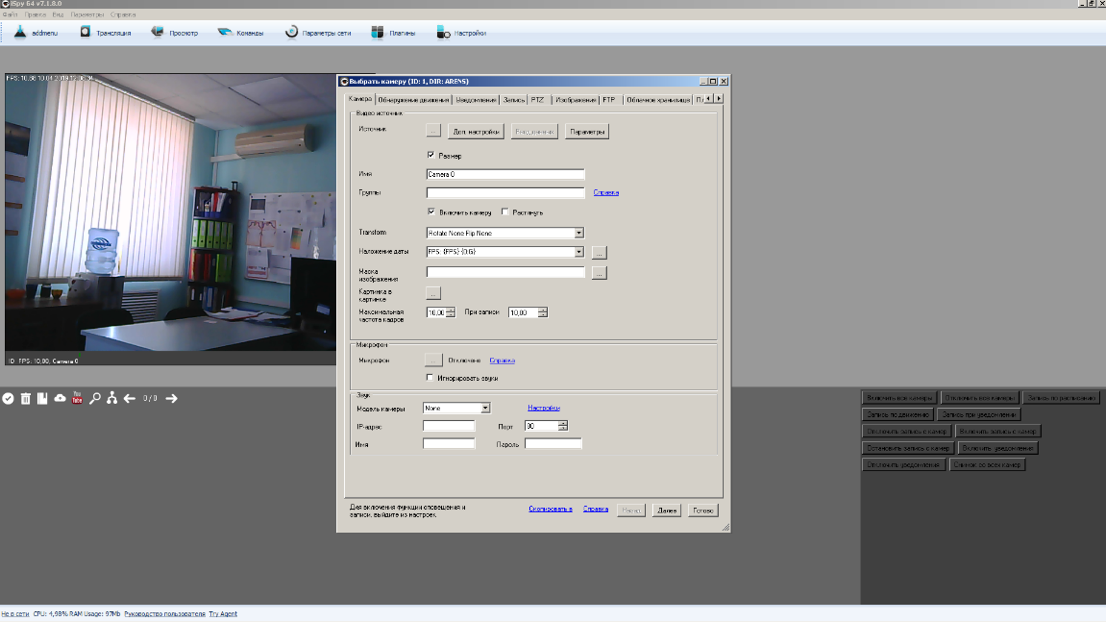 iSpy 64 v7.1.8.0
Файл Правка Вид Параметры Справка
addmenu Трансляция Просмотр Команды Параметры сети Плагины Настройки
Выбрать камеру (ID: 1, DIR: ARENS)
Камера Обнаружение движения Уведомления Запись PTZ Изображения FTP Облачное хранилище
Видео источник
Источник ... Доп. настройки Параметры
Размер
Имя Camera 0
Группы Справка
Включить камеру Растянуть
Transform Rotate None Flip None
Наложение даты FPS: {FPS} {0:G} ...
Маска изображения ...
Картинка в картинке ...
Максимальная частота кадров 10,00 При записи 10,00
Микрофон
Микрофон ... Отключено Справка
Игнорировать звуки
Звук
Модель камеры None Настройки
IP-адрес Порт 80
Имя Пароль
Для включения функции оповещения и
записи, выйдите из настроек.
Скопировать в Справка Назад Далее Готово
ID: FPS: 10,00, Camera 0
You Tube
0 / 0
Включить все камеры Отключить все камеры Запись по расписанию
Запись по движению Запись при уведомлении
Отключить запись с камер Включить запись с камер
Остановить запись с камер Включить уведомления
Отключить уведомления Снимок со всех камер
Не в сети CPU: 4,98% RAM Usage: 97Mb Руководство пользователя Try Agent